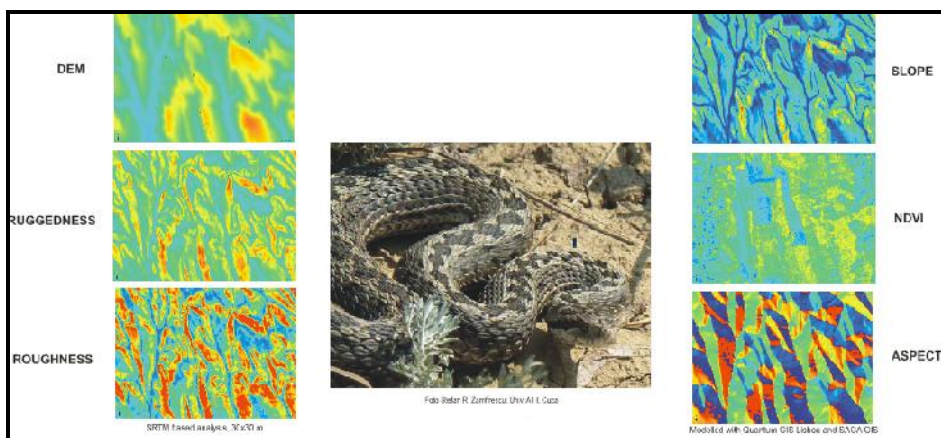 DEM
RUGGEDNESS
ROUGHNESS
SRTM based analysis, 30x30 m
Foto Stefan R. Zamfirescu, Univ. Al I. Cuza
SLOPE
NDVI
ASPECT
Modelled with Quantum GIS Lisboa and SAGA GIS